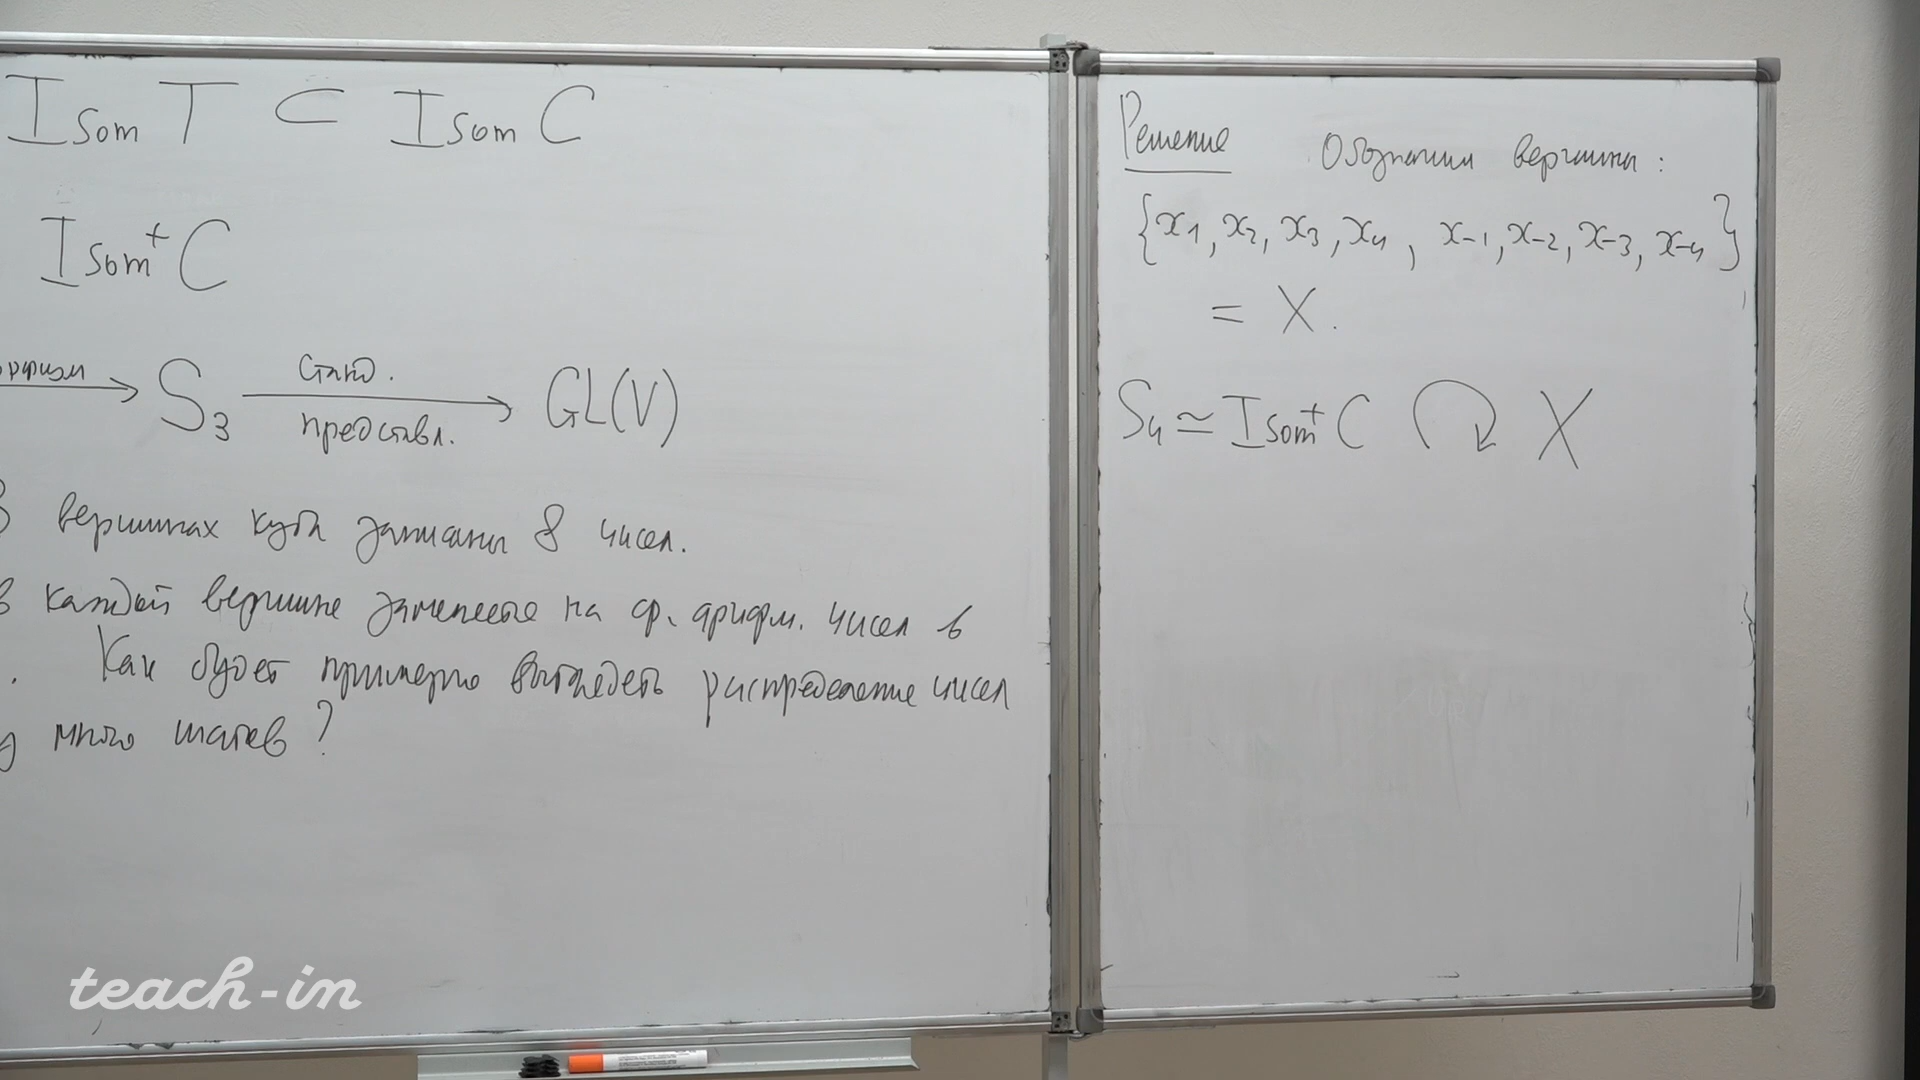 Isom T ⊂ Isom C
Isom⁺ C
S₃ станд. представл. → GL(V)
вершинах куба записаны 8 чисел.
в каждой вершине заменяется на ср. арифм. чисел в
. Как будет примерно выглядеть распределение чисел
много шагов?
Решение Обозначим вершины:
{x₁, x₂, x₃, x₄, x₋₁, x₋₂, x₋₃, x₋₄}
= X.
S₄ ≃ Isom⁺ C ↷ X
teach-in